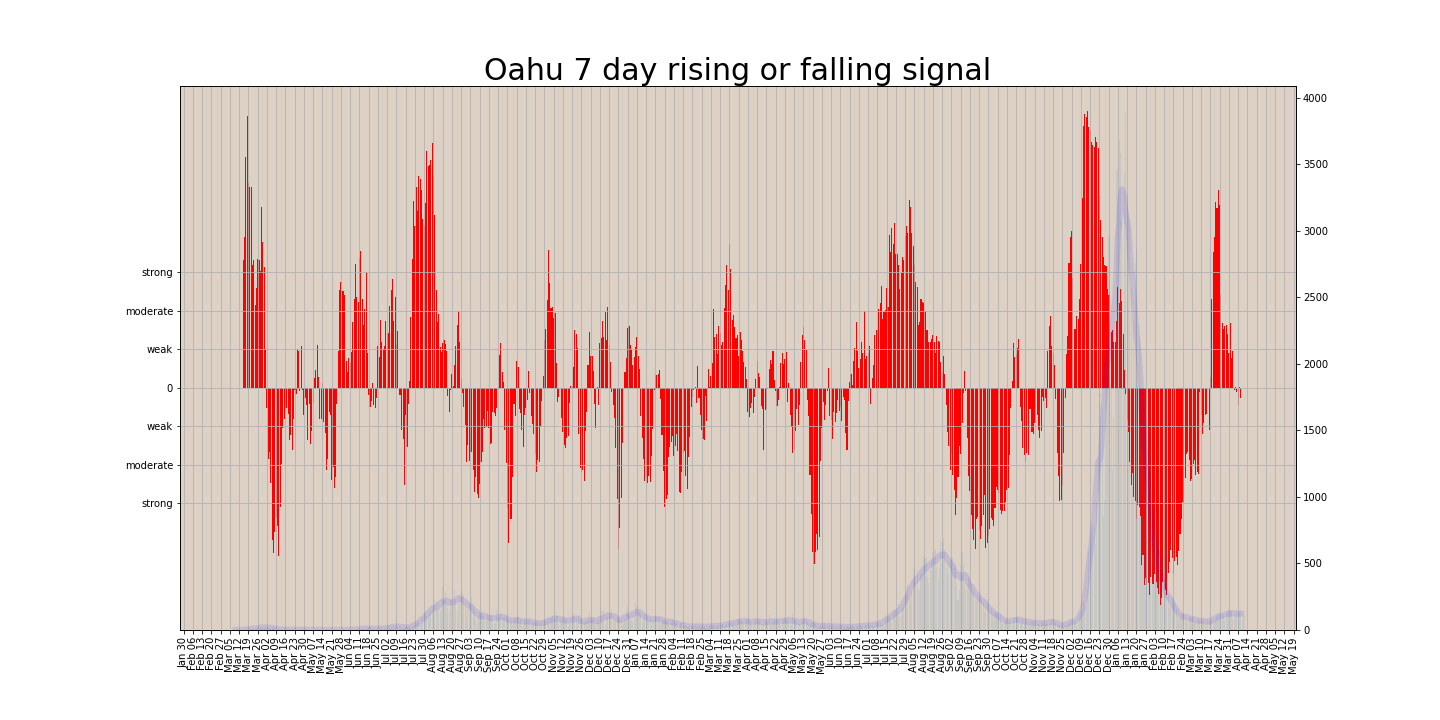 Oahu 7 day rising or falling signal
strong
moderate
weak
0
weak
moderate
strong
4000
3500
3000
2500
2000
1500
1000
500
0
Jan 30
Feb 06
Feb 13
Feb 20
Feb 27
Mar 05
Mar 12
Mar 19
Mar 26
Apr 02
Apr 09
Apr 16
Apr 23
Apr 30
May 07
May 14
May 21
May 28
Jun 04
Jun 11
Jun 18
Jun 25
Jul 02
Jul 09
Jul 16
Jul 23
Jul 30
Aug 06
Aug 13
Aug 20
Aug 27
Sep 03
Sep 10
Sep 17
Sep 24
Oct 01
Oct 08
Oct 15
Oct 22
Oct 29
Nov 05
Nov 12
Nov 19
Nov 26
Dec 03
Dec 10
Dec 17
Dec 24
Dec 31
Jan 07
Jan 14
Jan 21
Jan 28
Feb 04
Feb 11
Feb 18
Feb 25
Mar 04
Mar 11
Mar 18
Mar 25
Apr 01
Apr 08
Apr 15
Apr 22
Apr 29
May 06
May 13
May 20
May 27
Jun 03
Jun 10
Jun 17
Jun 24
Jul 01
Jul 08
Jul 15
Jul 22
Jul 29
Aug 05
Aug 12
Aug 19
Aug 26
Sep 02
Sep 09
Sep 16
Sep 23
Sep 30
Oct 07
Oct 14
Oct 21
Oct 28
Nov 04
Nov 11
Nov 18
Nov 25
Dec 02
Dec 09
Dec 16
Dec 23
Dec 30
Jan 06
Jan 13
Jan 20
Jan 27
Feb 03
Feb 10
Feb 17
Feb 24
Mar 03
Mar 10
Mar 17
Mar 24
Mar 31
Apr 07
Apr 14
Apr 21
Apr 28
May 05
May 12
May 19